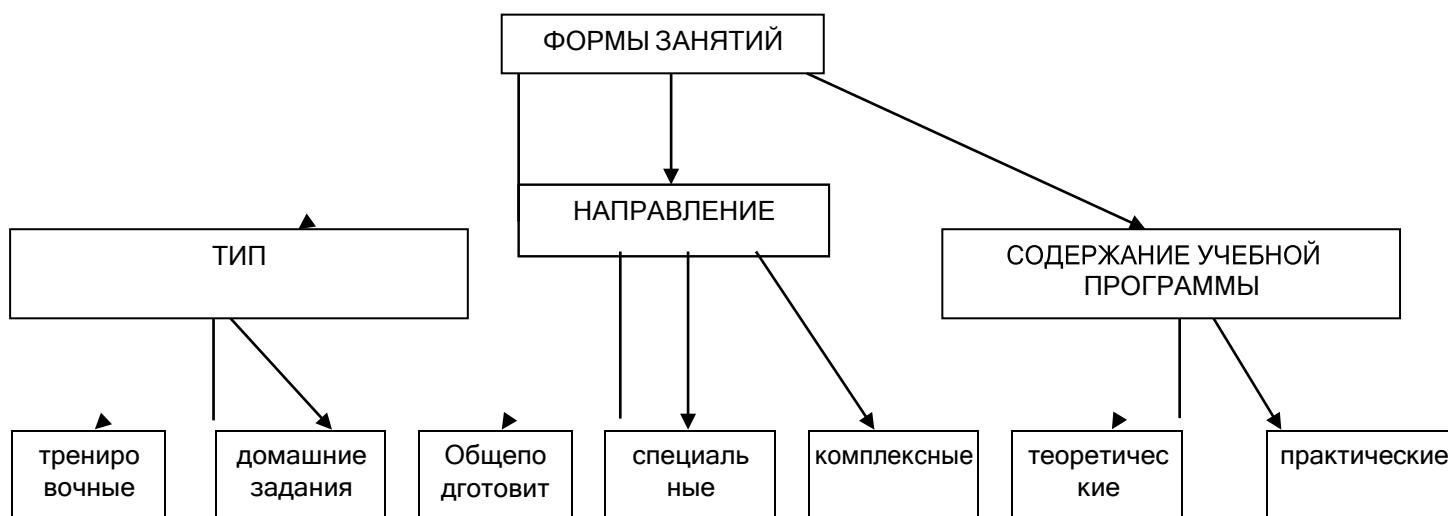 ФОРМЫ ЗАНЯТИЙ
НАПРАВЛЕНИЕ
ТИП
СОДЕРЖАНИЕ УЧЕБНОЙ
ПРОГРАММЫ
трениро
вочные
домашние
задания
Общепо
дготовит
специаль
ные
комплексные
теоретичес
кие
практические